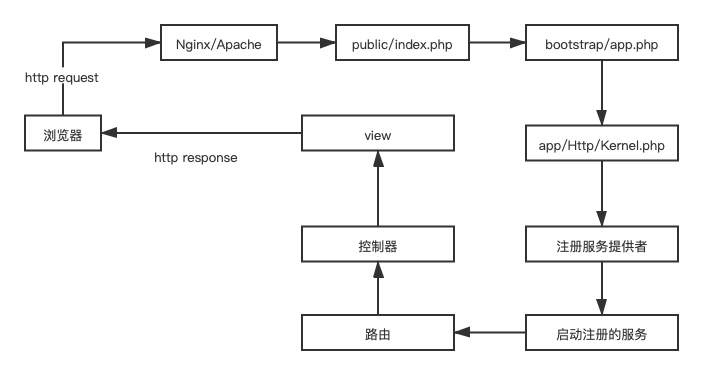 Nginx/Apache
public/index.php
bootstrap/app.php
http request
浏览器
view
app/Http/Kernel.php
http response
控制器
注册服务提供者
路由
启动注册的服务